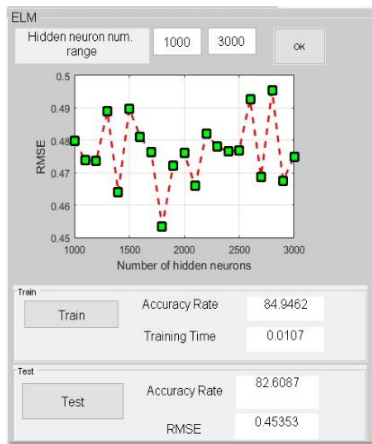 ELM
Hidden neuron num.
range
1000
3000
OK
0.5
0.49
0.48
0.47
0.46
0.45
RMSE
1000
1500
2000
2500
3000
Number of hidden neurons
Train
Train
Accuracy Rate
84.9462
Training Time
0.0107
Test
Test
Accuracy Rate
82.6087
RMSE
0.45353